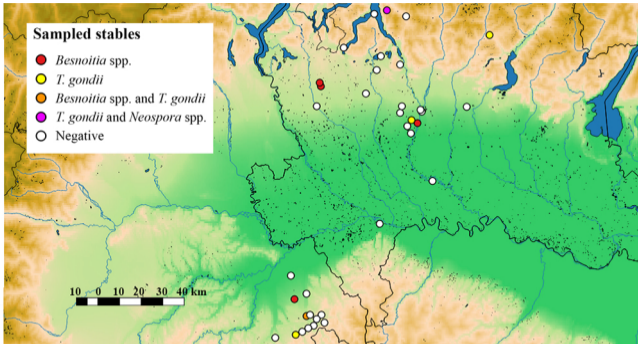 Sampled stables
Besnoitia spp.
T. gondii
Besnoitia spp. and T. gondii
T. gondii and Neospora spp.
Negative
10 0 10 20 30 40 km